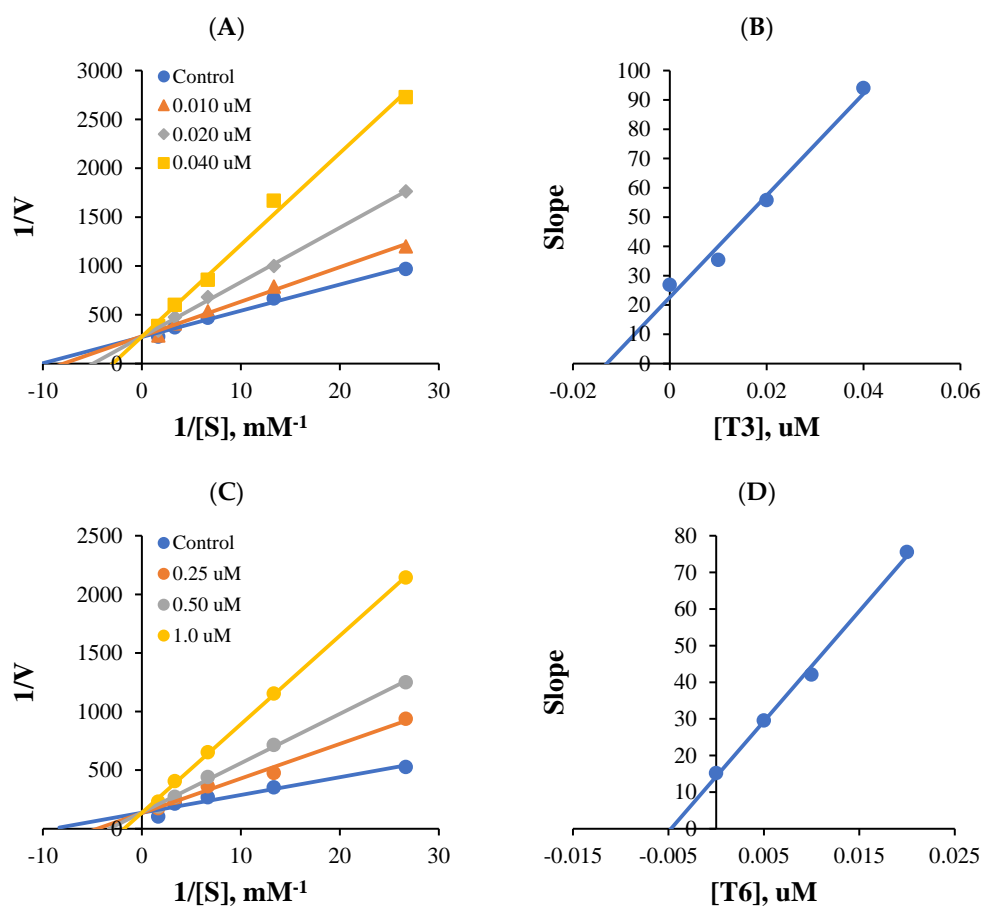 (A)
3000
2500
2000
1500
1000
500
0
-10 0 10 20 30
1/V
1/[S], mM-1
Control
0.010 uM
0.020 uM
0.040 uM
(B)
100
90
80
70
60
50
40
30
20
10
0
-0.02 0 0.02 0.04 0.06
Slope
[T3], uM
(C)
2500
2000
1500
1000
500
0
-10 0 10 20 30
1/V
1/[S], mM-1
Control
0.25 uM
0.50 uM
1.0 uM
(D)
80
70
60
50
40
30
20
10
0
-0.015 -0.005 0.005 0.015 0.025
Slope
[T6], uM